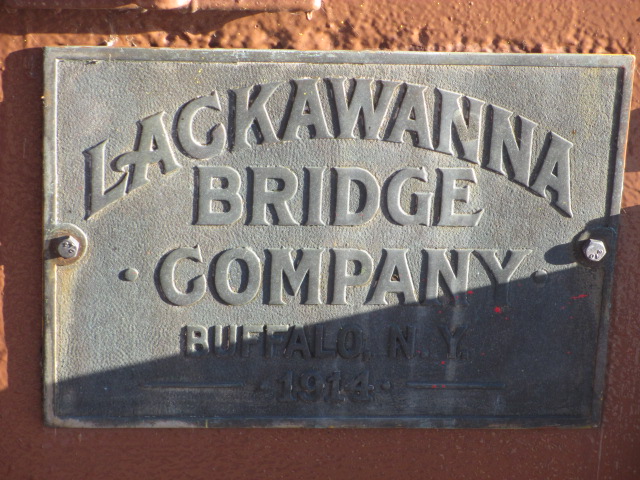 LACKAWANNA
BRIDGE
· COMPANY ·
BUFFALO, N. Y.
· 1914 ·